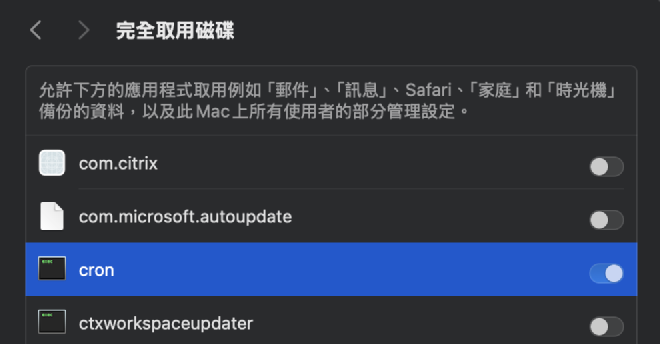 完全取用磁碟
允許下方的應用程式取用例如「郵件」、「訊息」、Safari、「家庭」和「時光機」
備份的資料，以及此 Mac 上所有使用者的部分管理設定。
com.citrix
com.microsoft.autoupdate
cron
ctxworkspaceupdater